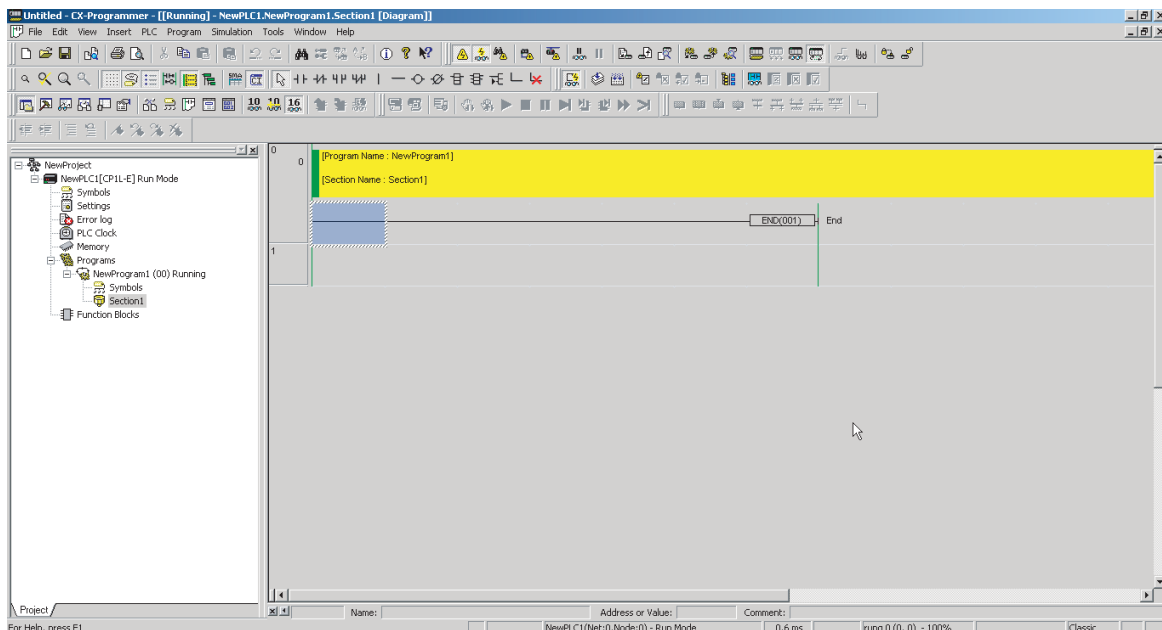 Untitled - CX-Programmer - [[Running] - NewPLC1.NewProgram1.Section1 [Diagram]]
File Edit View Insert PLC Program Simulation Tools Window Help
10 10 16
NewProject
NewPLC1[CP1L-E] Run Mode
Symbols
Settings
Error log
PLC Clock
Memory
Programs
NewProgram1 (00) Running
Symbols
Section1
Function Blocks
Project
0
0
[Program Name : NewProgram1]
[Section Name : Section1]
END(001) End
1
Name: Address or Value: Comment:
For Help, press F1 NewPLC1(Net:0,Node:0) - Run Mode 0.6 ms rung 0 (0, 0) - 100% Classic